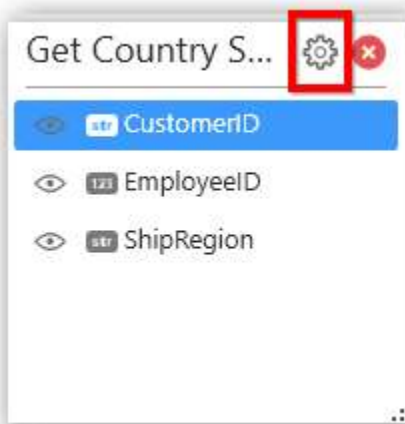 Get Country S...
str CustomerID
123 EmployeeID
str ShipRegion